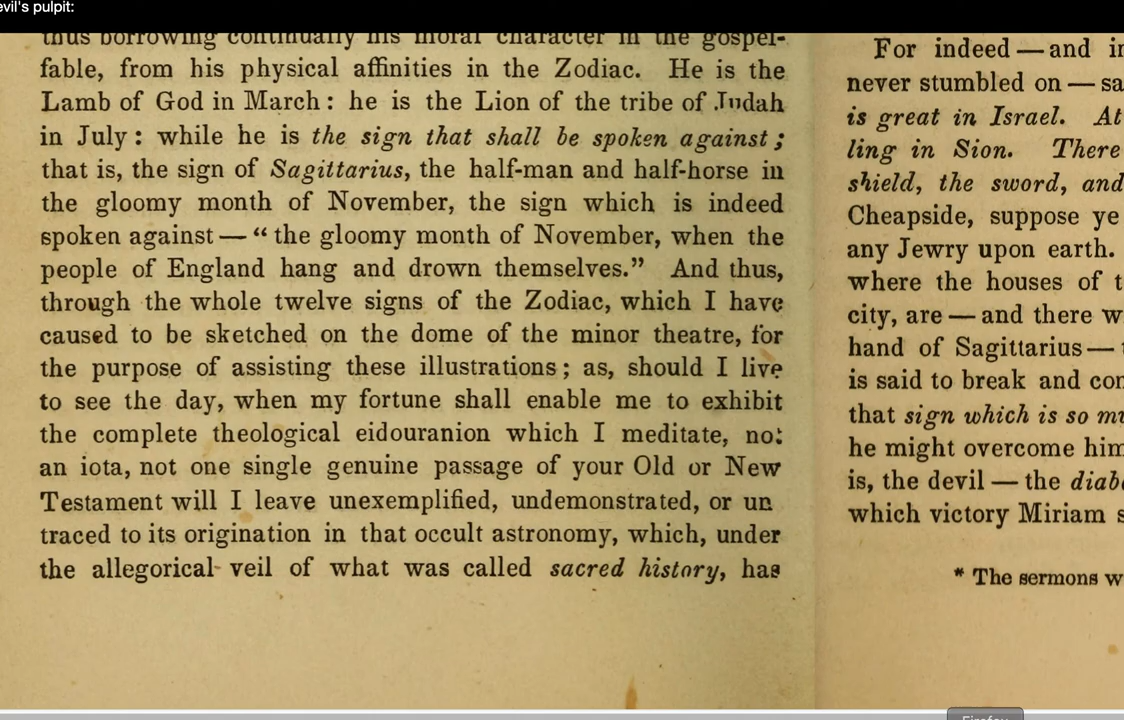 evil's pulpit:
thus borrowing continually his moral character in the gospel-
fable, from his physical affinities in the Zodiac. He is the
Lamb of God in March: he is the Lion of the tribe of Judah
in July: while he is the sign that shall be spoken against;
that is, the sign of Sagittarius, the half-man and half-horse in
the gloomy month of November, the sign which is indeed
spoken against — “ the gloomy month of November, when the
people of England hang and drown themselves.” And thus,
through the whole twelve signs of the Zodiac, which I have
caused to be sketched on the dome of the minor theatre, for
the purpose of assisting these illustrations; as, should I live
to see the day, when my fortune shall enable me to exhibit
the complete theological eidouranion which I meditate, not
an iota, not one single genuine passage of your Old or New
Testament will I leave unexemplified, undemonstrated, or un
traced to its origination in that occult astronomy, which, under
the allegorical veil of what was called sacred history, has
For indeed — and in
never stumbled on — sa
is great in Israel. At
ling in Sion. There
shield, the sword, and
Cheapside, suppose ye
any Jewry upon earth.
where the houses of t
city, are — and there w
hand of Sagittarius —
is said to break and con
that sign which is so mu
he might overcome him
is, the devil — the diab
which victory Miriam s
* The sermons w